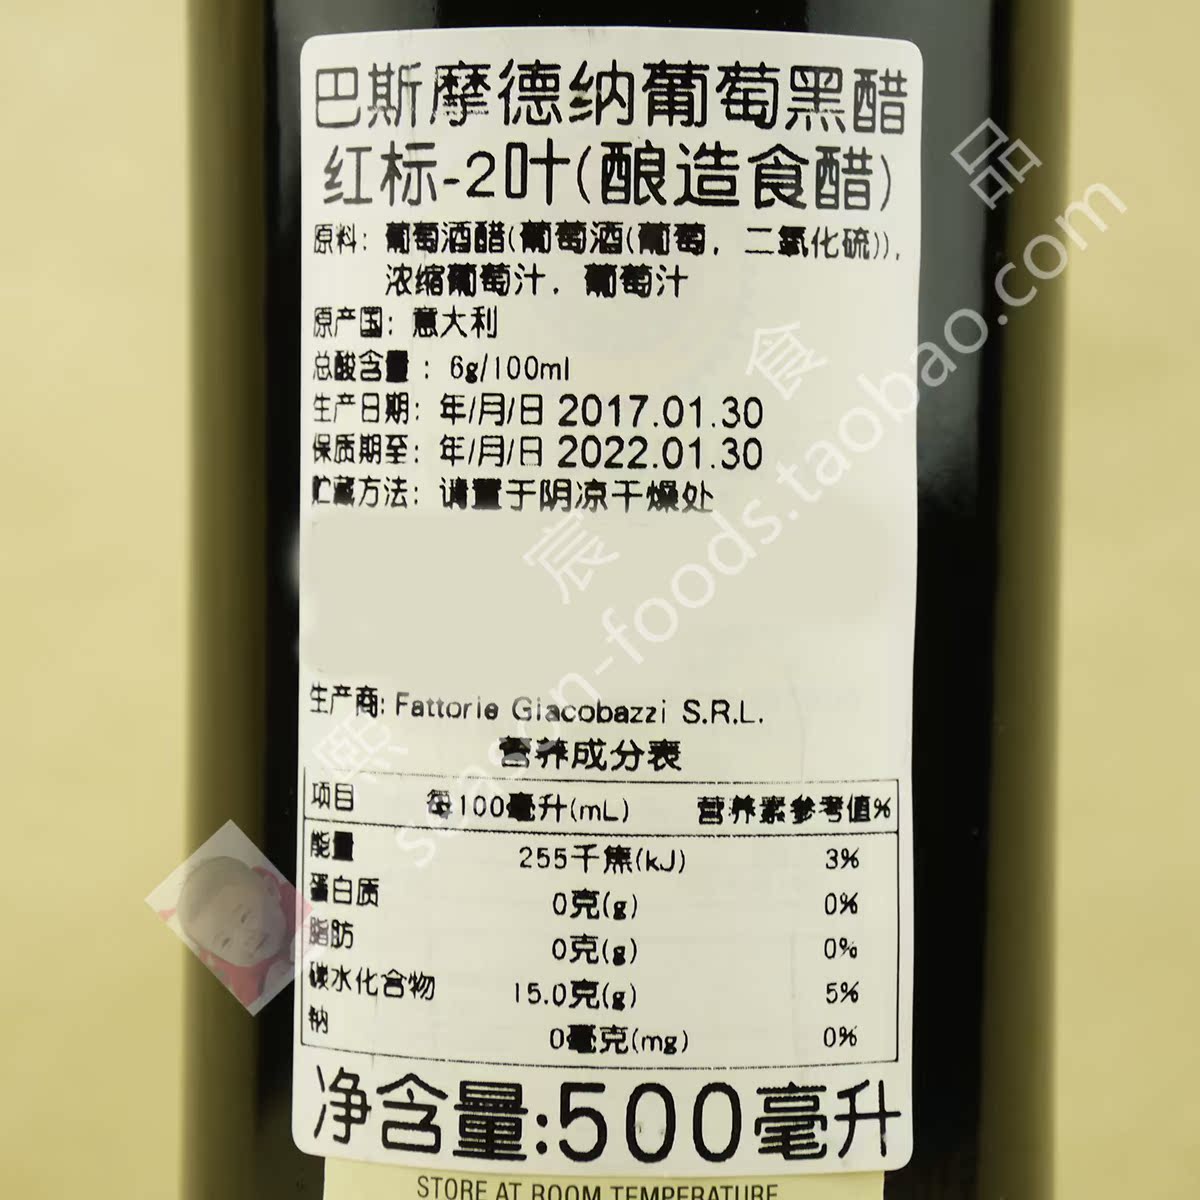 巴斯摩德纳葡萄黑醋
红标-2叶(酿造食醋)
原料: 葡萄酒醋(葡萄酒(葡萄，二氧化硫)),
浓缩葡萄汁，葡萄汁
原产国: 意大利
总酸含量: 6g/100ml
生产日期: 年/月/日 2017.01.30
保质期至: 年/月/日 2022.01.30
贮藏方法: 请置于阴凉干燥处
生产商: Fattorie Giacobazzi S.R.L.
营养成分表
项目 每100毫升(mL) 营养素参考值%
能量 255千焦(kJ) 3%
蛋白质 0克(g) 0%
脂肪 0克(g) 0%
碳水化合物 15.0克(g) 5%
钠 0毫克(mg) 0%
净含量:500毫升
STORE AT ROOM TEMPERATURE
熙宸食品
season-foods.taobao.com